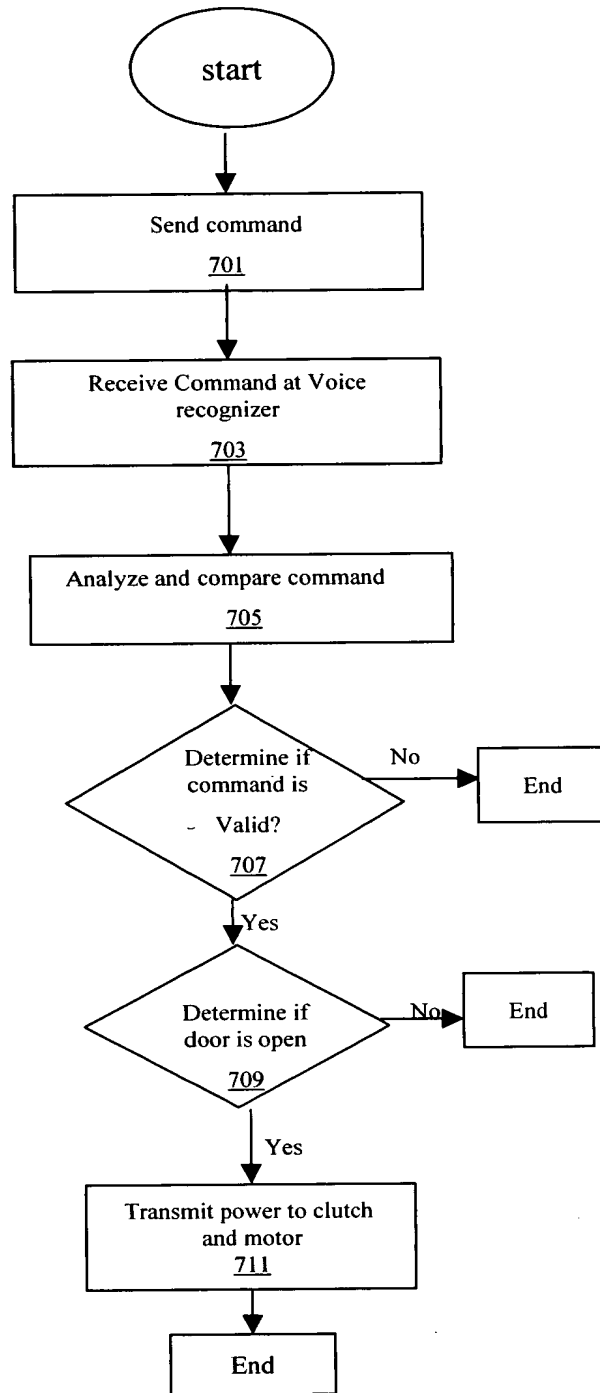 start
Send command
701
Receive Command at Voice
recognizer
703
Analyze and compare command
705
Determine if
command is
Valid?
707
No
End
Yes
Determine if
door is open
709
No
End
Yes
Transmit power to clutch
and motor
711
End